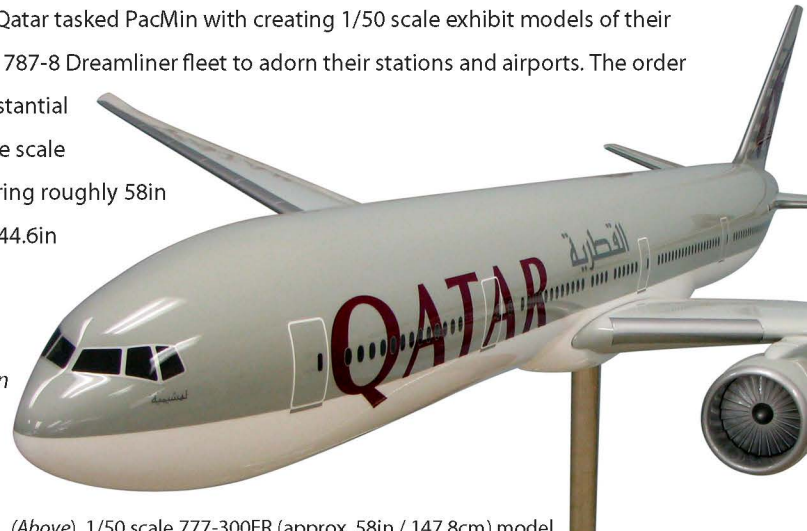 Qatar tasked PacMin with creating 1/50 scale exhibit models of their
787-8 Dreamliner fleet to adorn their stations and airports. The order
stantial
e scale
ring roughly 58in
44.6in
القطرية
QATAR
n
(Above) 1/50 scale 777-300ER (approx. 58in / 147.8cm) model